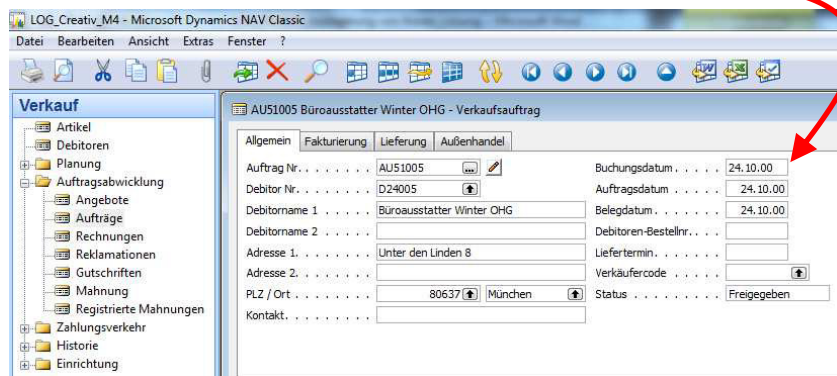 LOG_Creativ_M4 - Microsoft Dynamics NAV Classic
Datei Bearbeiten Ansicht Extras Fenster ?
Verkauf
Artikel
Debitoren
Planung
Auftragsabwicklung
Angebote
Aufträge
Rechnungen
Reklamationen
Gutschriften
Mahnung
Registrierte Mahnungen
Zahlungsverkehr
Historie
Einrichtung
AU51005 Büroausstatter Winter OHG - Verkaufsauftrag
Allgemein Fakturierung Lieferung Außenhandel
Auftrag Nr. . . . . . . . AU51005 ... Buchungsdatum . . . . . 24.10.00
Debitor Nr. . . . . . . . D24005 Auftragsdatum . . . . . 24.10.00
Debitorname 1 . . . . . Büroausstatter Winter OHG Belegdatum . . . . . . . 24.10.00
Debitorname 2 . . . . . Debitoren-Bestellnr. . . .
Adresse 1. . . . . . . . Unter den Linden 8 Liefertermin. . . . . . .
Adresse 2. . . . . . . . Verkäufercode . . . . .
PLZ / Ort . . . . . . . . 80637 München Status . . . . . . . . . Freigegeben
Kontakt. . . . . . . . .